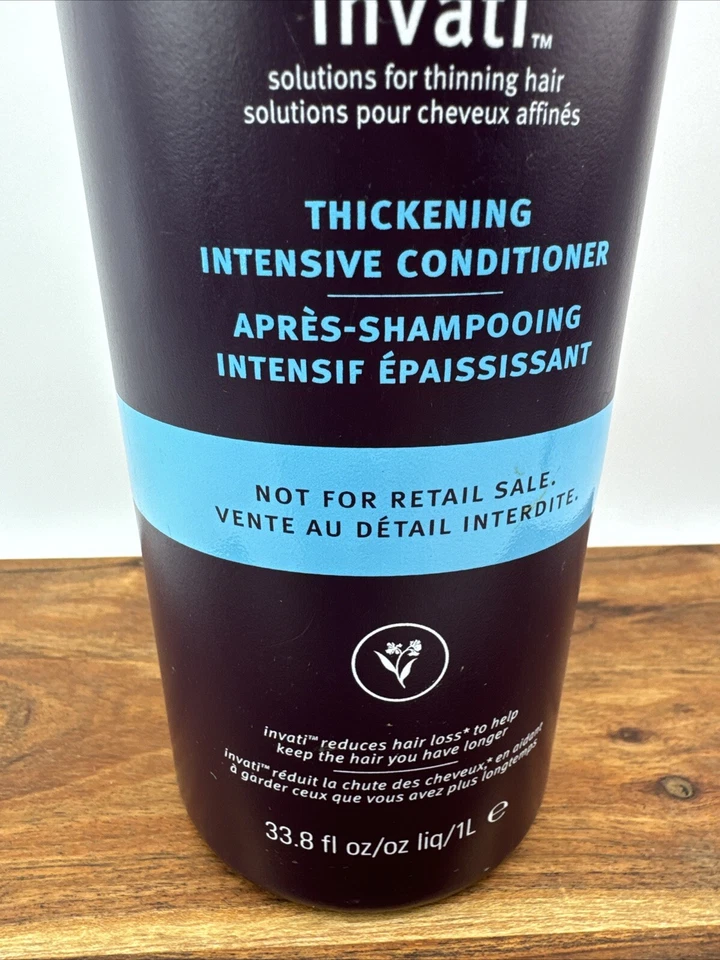 invati™
solutions for thinning hair
solutions pour cheveux affinés
THICKENING
INTENSIVE CONDITIONER
APRÈS-SHAMPOOING
INTENSIF ÉPAISSISSANT
NOT FOR RETAIL SALE.
VENTE AU DÉTAIL INTERDITE.
invati™ reduces hair loss* to help
keep the hair you have longer
invati™ réduit la chute des cheveux,* en aidant
à garder ceux que vous avez plus longtemps
33.8 fl oz/oz liq/1L e